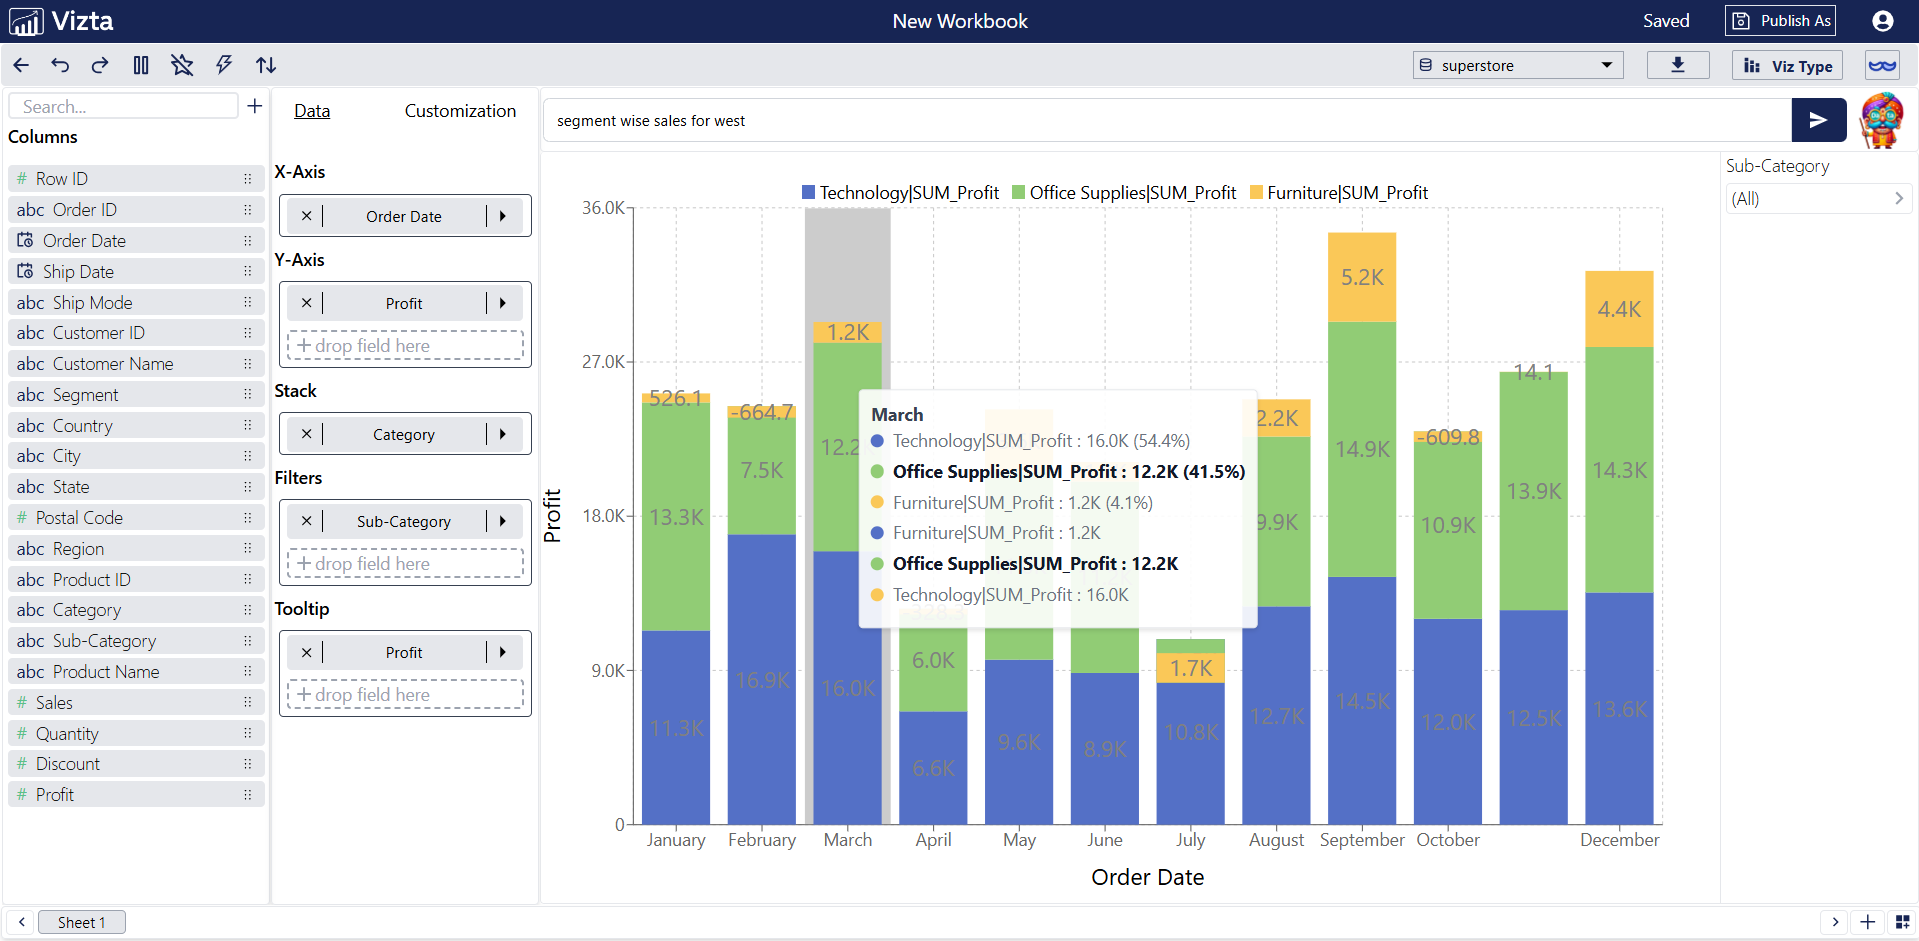 Vizta
New Workbook
Saved
Publish As
superstore
Viz Type
Search...
Columns
# Row ID
abc Order ID
Order Date
Ship Date
abc Ship Mode
abc Customer ID
abc Customer Name
abc Segment
abc Country
abc City
abc State
# Postal Code
abc Region
abc Product ID
abc Category
abc Sub-Category
abc Product Name
# Sales
# Quantity
# Discount
# Profit
Data
Customization
X-Axis
Order Date
Y-Axis
Profit
drop field here
Stack
Category
Filters
Sub-Category
drop field here
Tooltip
Profit
drop field here
segment wise sales for west
Technology|SUM_Profit Office Supplies|SUM_Profit Furniture|SUM_Profit
36.0K
27.0K
18.0K
9.0K
0
Profit
526.1
13.3K
11.3K
-664.7
7.5K
16.9K
1.2K
12.2
16.0K
6.0K
6.6K
9.6K
8.9K
1.7K
10.8K
2.2K
9.9K
12.7K
5.2K
14.9K
14.5K
-609.8
10.9K
12.0K
14.1
13.9K
12.5K
4.4K
14.3K
13.6K
March
Technology|SUM_Profit : 16.0K (54.4%)
Office Supplies|SUM_Profit : 12.2K (41.5%)
Furniture|SUM_Profit : 1.2K (4.1%)
Furniture|SUM_Profit : 1.2K
Office Supplies|SUM_Profit : 12.2K
Technology|SUM_Profit : 16.0K
January February March April May June July August September October December
Order Date
Sub-Category
(All)
Sheet 1